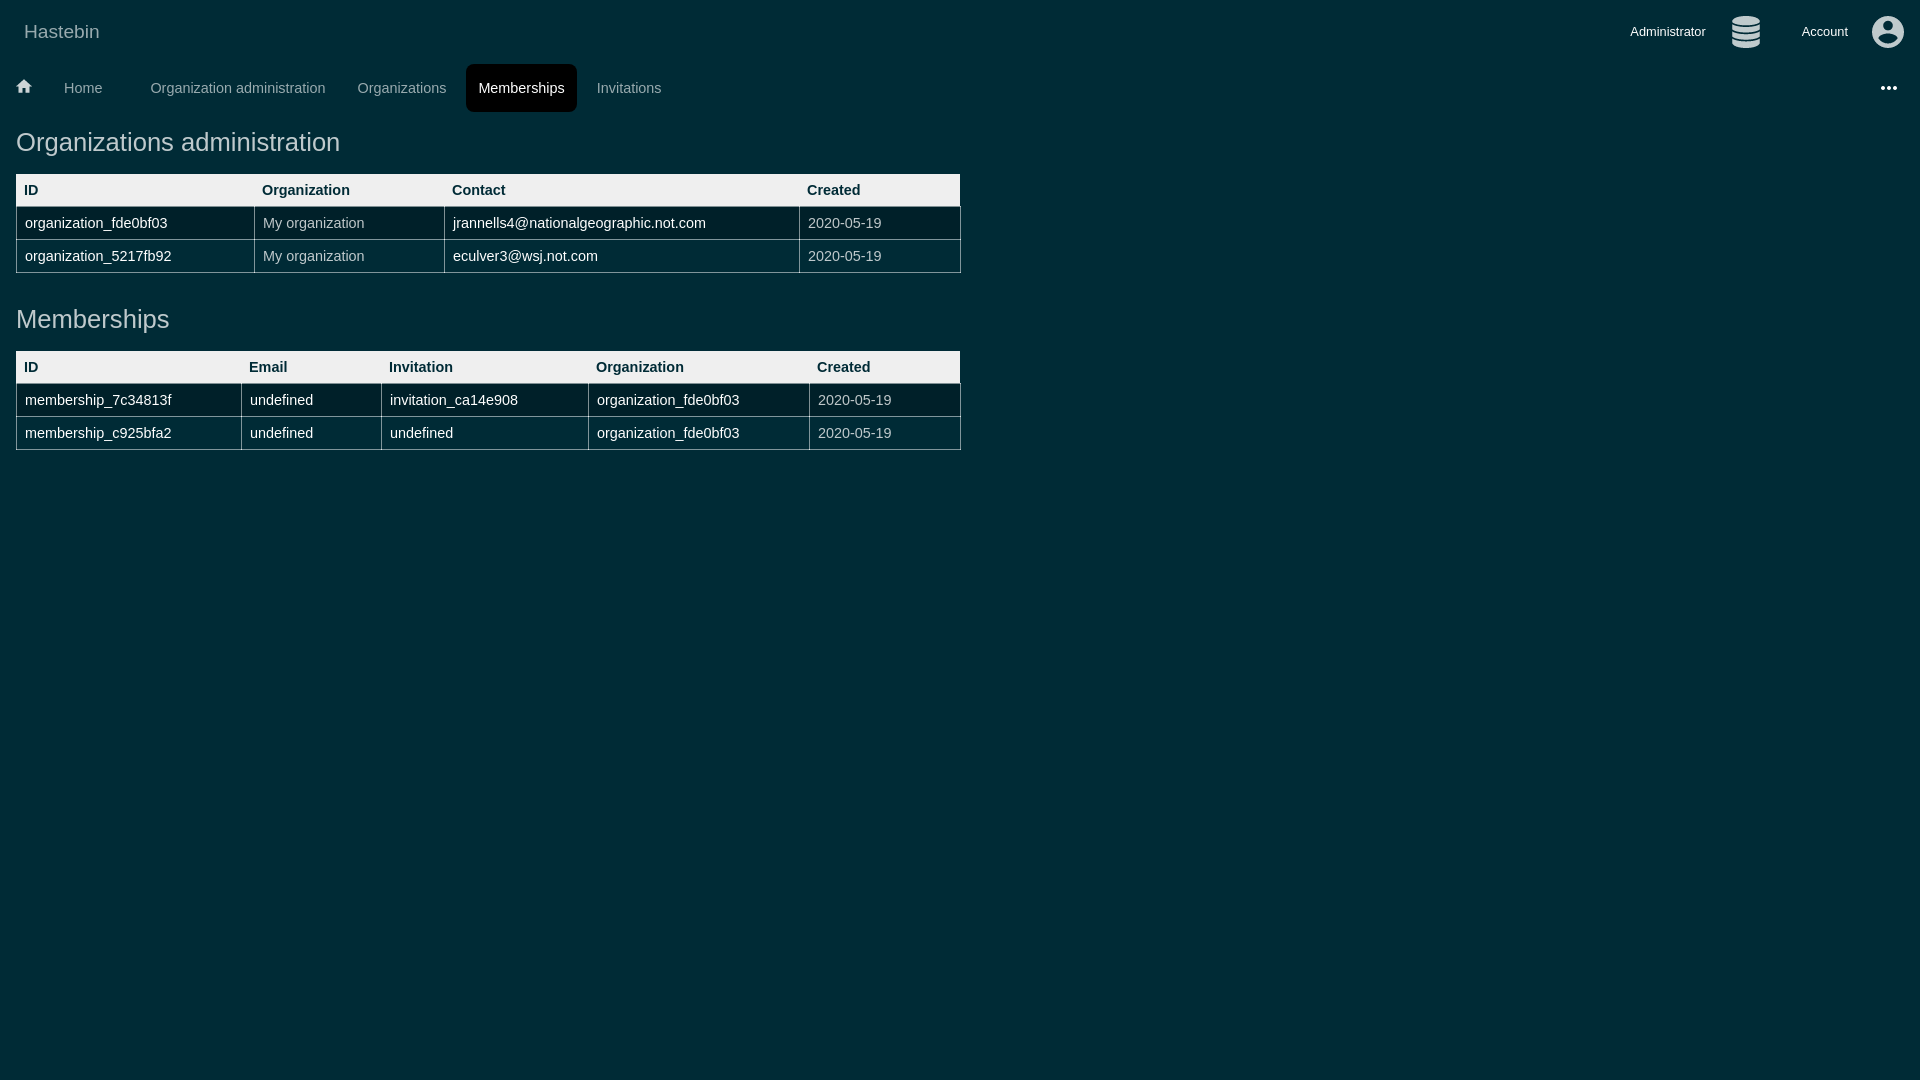 Hastebin
Administrator
Account
Home
Organization administration
Organizations
Memberships
Invitations
Organizations administration
ID Organization Contact Created
organization_fde0bf03 My organization jrannells4@nationalgeographic.not.com 2020-05-19
organization_5217fb92 My organization eculver3@wsj.not.com 2020-05-19
Memberships
ID Email Invitation Organization Created
membership_7c34813f undefined invitation_ca14e908 organization_fde0bf03 2020-05-19
membership_c925bfa2 undefined undefined organization_fde0bf03 2020-05-19